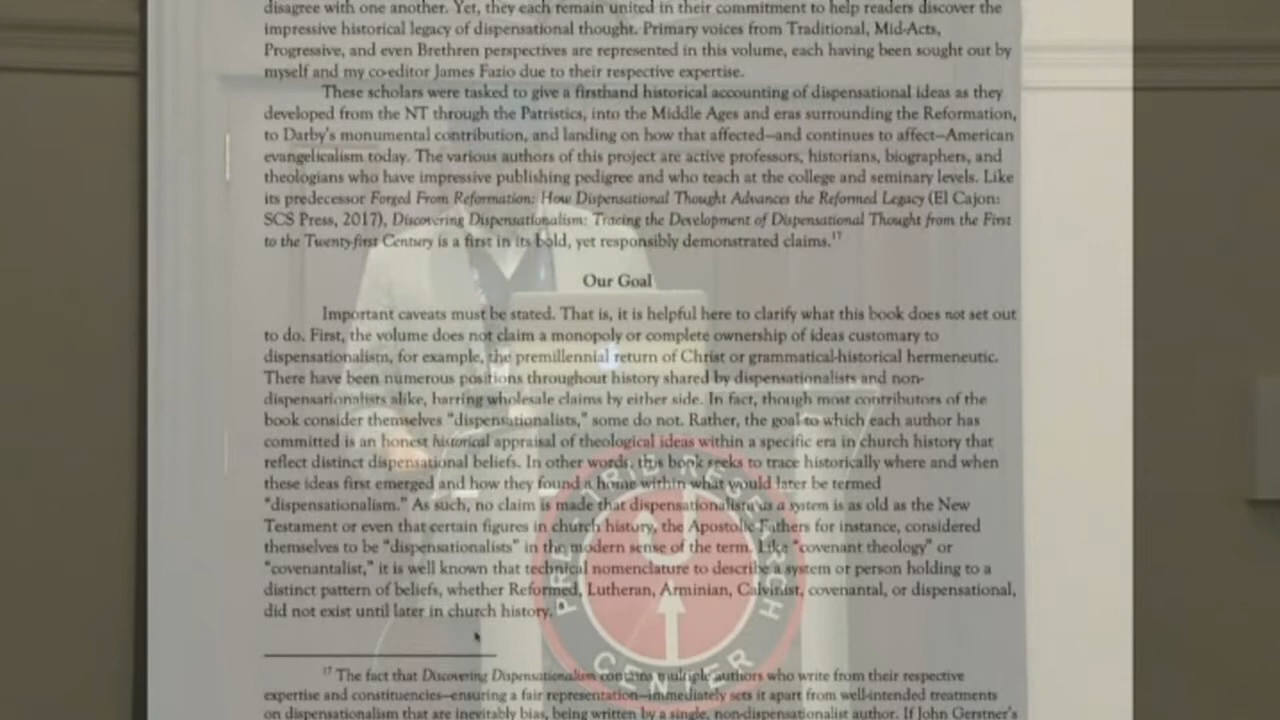 disagree with one another. Yet, they each remain united in their commitment to help readers discover the
impressive historical legacy of dispensational thought. Primary voices from Traditional, Mid-Acts,
Progressive, and even Brethren perspectives are represented in this volume, each having been sought out by
myself and my co-editor James Fazio due to their respective expertise.
These scholars were tasked to give a firsthand historical accounting of dispensational ideas as they
developed from the NT through the Patristics, into the Middle Ages and eras surrounding the Reformation,
to Darby's monumental contribution, and landing on how that affected—and continues to affect—American
evangelicalism today. The various authors of this project are active professors, historians, biographers, and
theologians who have impressive publishing pedigree and who teach at the college and seminary levels. Like
its predecessor Forged From Reformation: How Dispensational Thought Advances the Reformed Legacy (El Cajon:
SCS Press, 2017), Discovering Dispensationalism: Tracing the Development of Dispensational Thought from the First
to the Twenty-first Century is a first in its bold, yet responsibly demonstrated claims.17
Our Goal
Important caveats must be stated. That is, it is helpful here to clarify what this book does not set out
to do. First, the volume does not claim a monopoly or complete ownership of ideas customary to
dispensationalism, for example, the premillennial return of Christ or grammatical-historical hermeneutic.
There have been numerous positions throughout history shared by dispensationalists and non-
dispensationalists alike, barring wholesale claims by either side. In fact, though most contributors of the
book consider themselves "dispensationalists," some do not. Rather, the goal to which each author has
committed is an honest historical appraisal of theological ideas within a specific era in church history that
reflect distinct dispensational beliefs. In other words, this book seeks to trace historically where and when
these ideas first emerged and how they found a home within what would later be termed
"dispensationalism." As such, no claim is made that dispensationalism as a system is as old as the New
Testament or even that certain figures in church history, the Apostolic Fathers for instance, considered
themselves to be "dispensationalists" in the modern sense of the term. Like "covenant theology" or
"covenantalist," it is well known that technical nomenclature to describe a system or person holding to a
distinct pattern of beliefs, whether Reformed, Lutheran, Arminian, Calvinist, covenantal, or dispensational,
did not exist until later in church history.
17 The fact that Discovering Dispensationalism contains multiple authors who write from their respective
expertise and constituencies—ensuring a fair representation—immediately sets it apart from well-intended treatments
on dispensationalism that are inevitably bias, being written by a single, non-dispensationalist author. If John Gerstner's
PRE-TRIB RESEARCH
CENTER